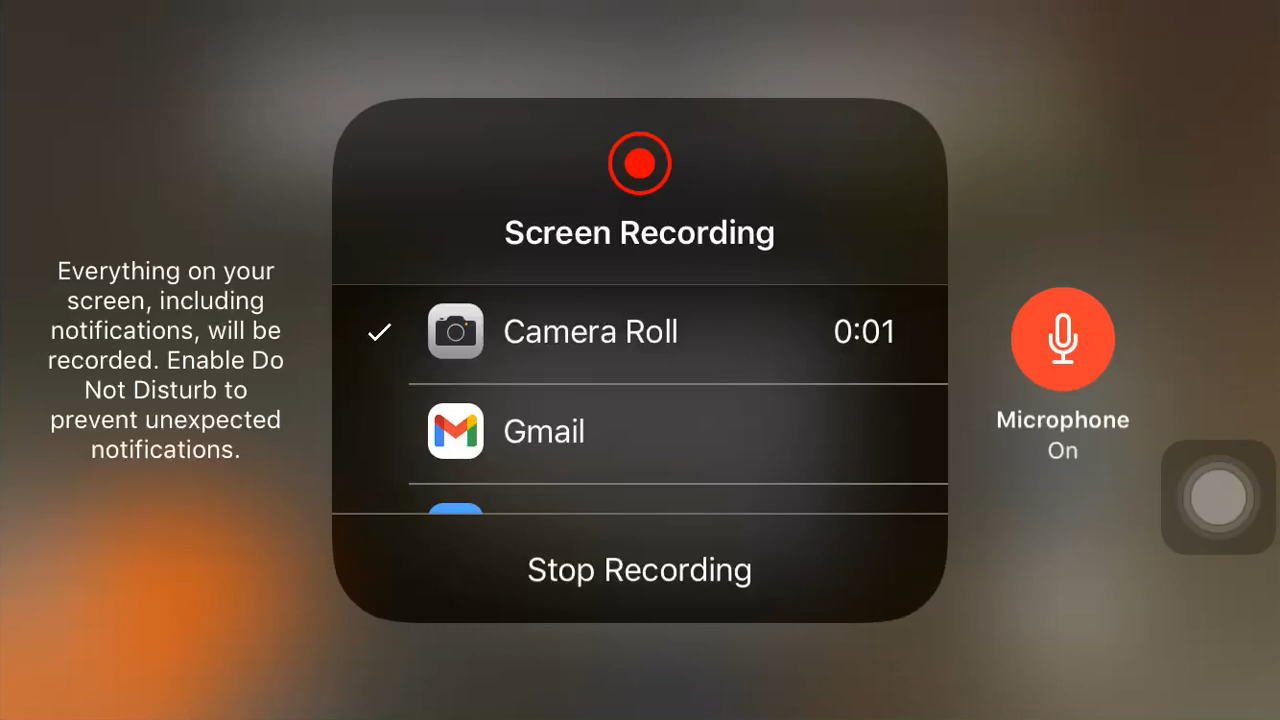 Screen Recording
Everything on your
screen, including
notifications, will be
recorded. Enable Do
Not Disturb to
prevent unexpected
notifications.
Camera Roll 0:01
Gmail
Stop Recording
Microphone
On